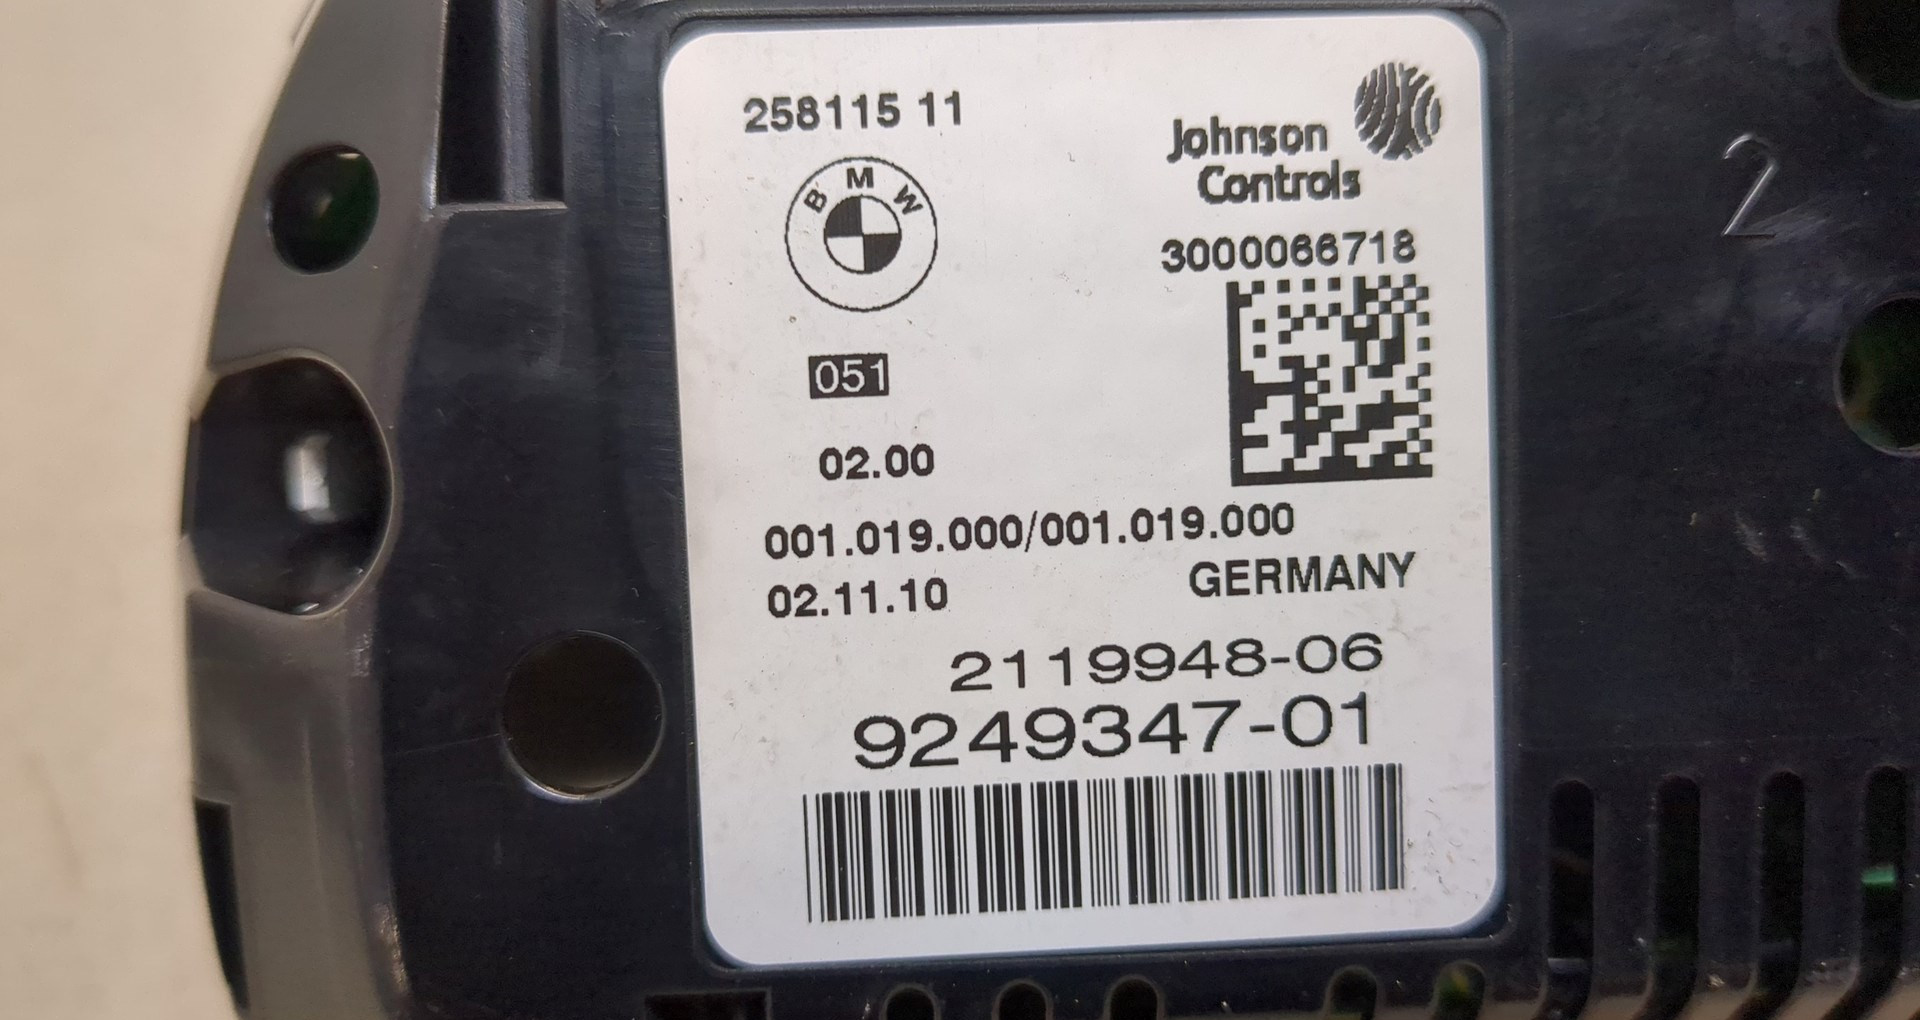 258115 11
Johnson
Controls
BMW
3000066718
051
02.00
001.019.000/001.019.000
02.11.10
GERMANY
2119948-06
9249347-01
2